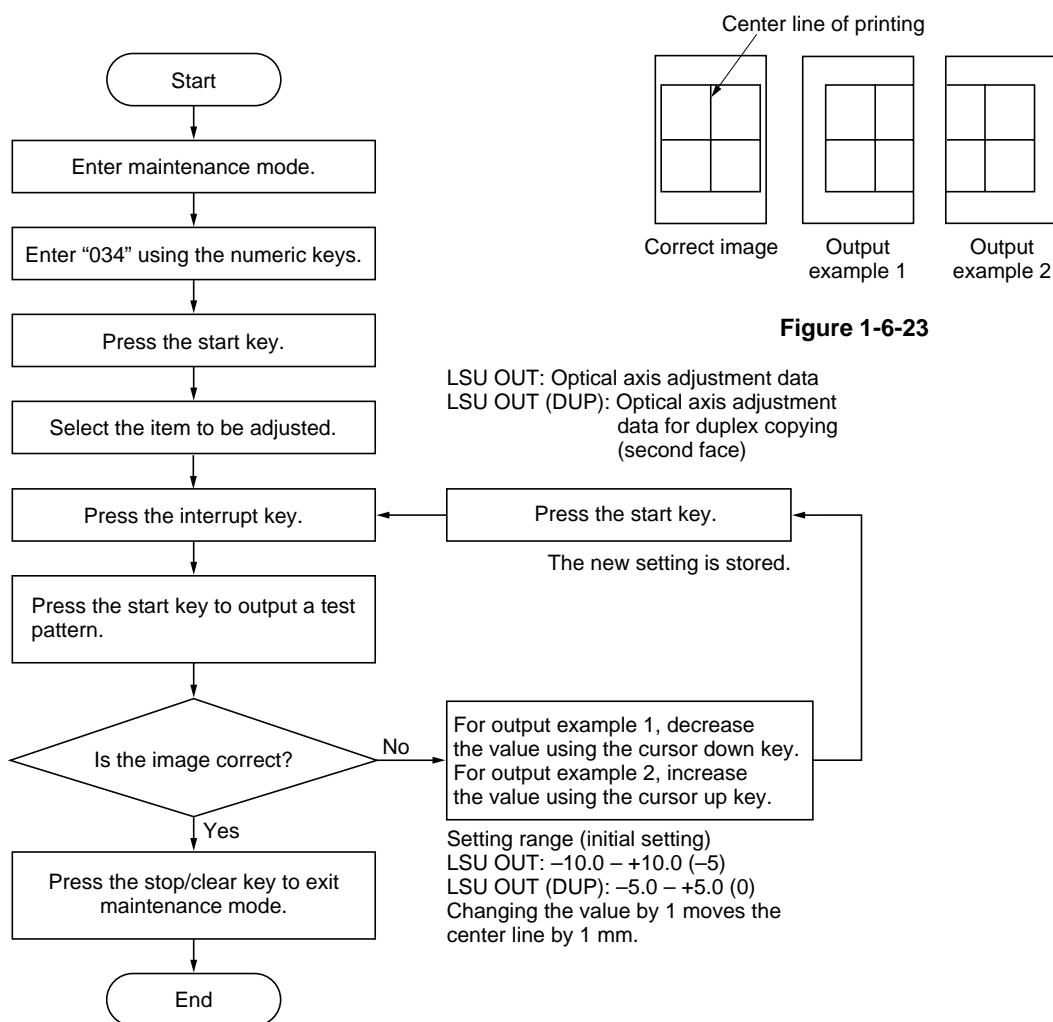 Start
Enter maintenance mode.
Enter “034” using the numeric keys.
Press the start key.
Select the item to be adjusted.
Press the interrupt key.
Press the start key to output a test
pattern.
Is the image correct?
No
Yes
Press the stop/clear key to exit
maintenance mode.
End
Center line of printing
Correct image
Output
example 1
Output
example 2
Figure 1-6-23
LSU OUT: Optical axis adjustment data
LSU OUT (DUP): Optical axis adjustment
data for duplex copying
(second face)
Press the start key.
The new setting is stored.
For output example 1, decrease
the value using the cursor down key.
For output example 2, increase
the value using the cursor up key.
Setting range (initial setting)
LSU OUT: –10.0 – +10.0 (–5)
LSU OUT (DUP): –5.0 – +5.0 (0)
Changing the value by 1 moves the
center line by 1 mm.